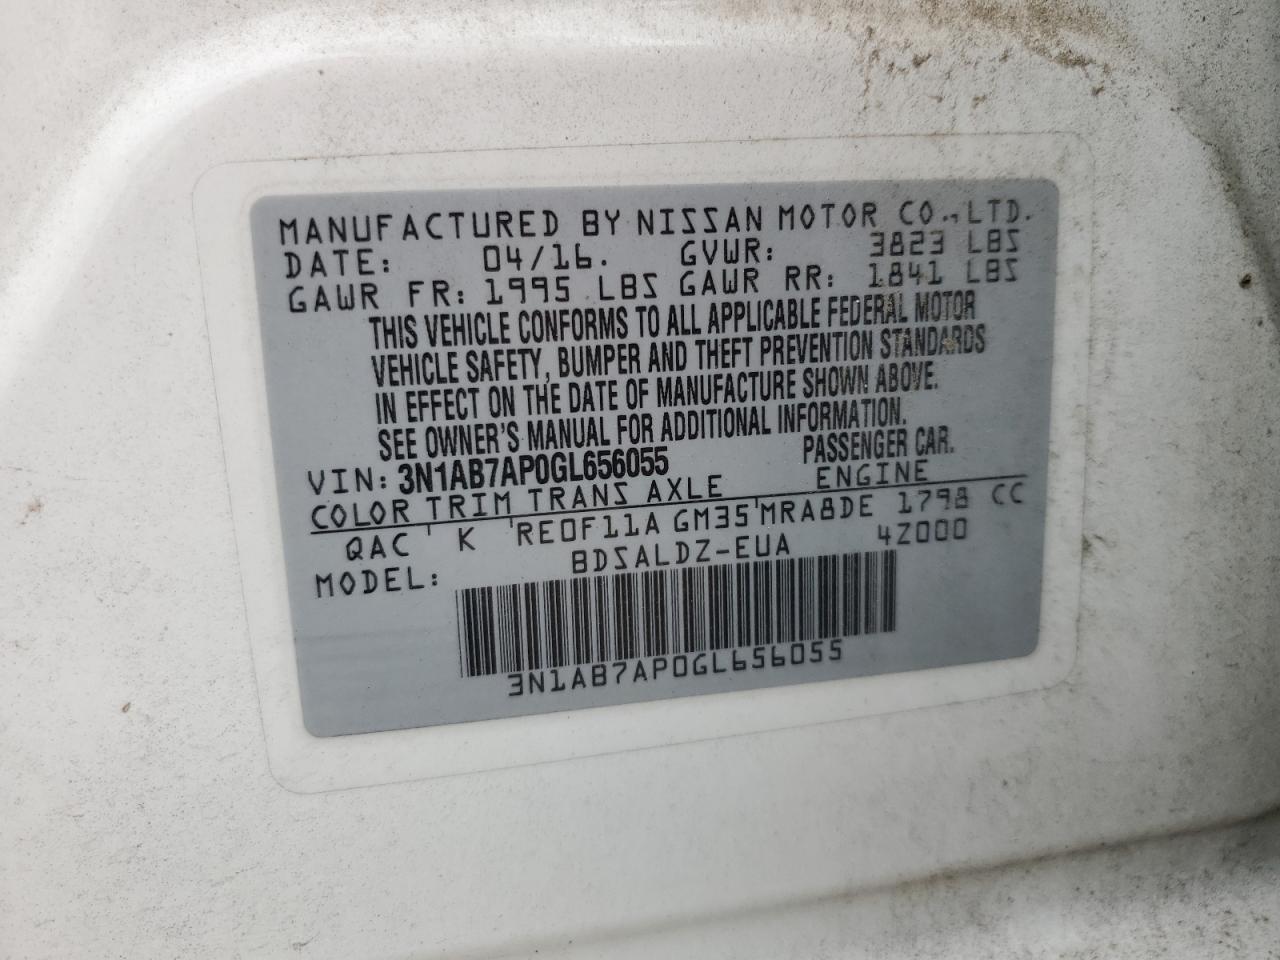 MANUFACTURED BY NISSAN MOTOR CO.,LTD.
DATE: 04/16. GVWR: 3823 LBS
GAWR FR: 1995 LBS GAWR RR: 1841 LBS
THIS VEHICLE CONFORMS TO ALL APPLICABLE FEDERAL MOTOR
VEHICLE SAFETY, BUMPER AND THEFT PREVENTION STANDARDS
IN EFFECT ON THE DATE OF MANUFACTURE SHOWN ABOVE.
SEE OWNER'S MANUAL FOR ADDITIONAL INFORMATION.
VIN: 3N1AB7AP0GL656055 PASSENGER CAR.
COLOR TRIM TRANS AXLE ENGINE
QAC K RE0F11A GM35 MRA8DE 1798 CC
MODEL: BDSALDZ-EUA 4Z000
3N1AB7AP0GL656055